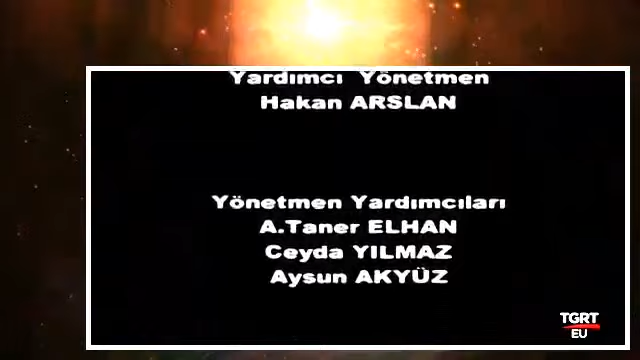 Yardımcı Yönetmen
Hakan ARSLAN
Yönetmen Yardımcıları
A.Taner ELHAN
Ceyda YILMAZ
Aysun AKYÜZ
TGRT
EU